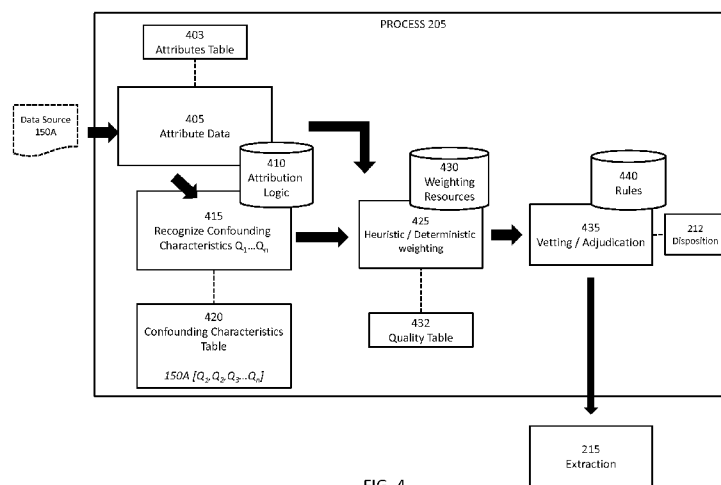 PROCESS 205
403
Attributes Table
Data Source
150A
405
Attribute Data
410
Attribution
Logic
415
Recognize Confounding
Characteristics Q1...Qn
420
Confounding Characteristics
Table
150A [Q1,Q2,Q3...Qn]
430
Weighting
Resources
425
Heuristic / Deterministic
weighting
432
Quality Table
440
Rules
435
Vetting / Adjudication
212
Disposition
215
Extraction
FIG. 4